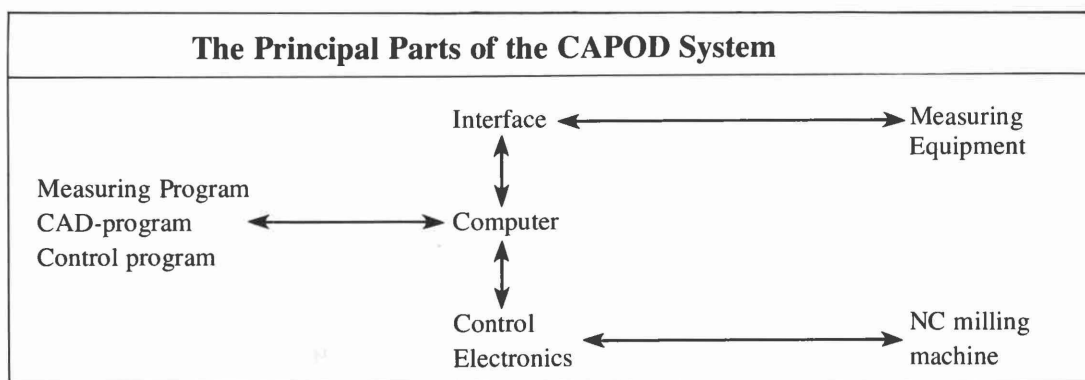 The Principal Parts of the CAPOD System
Interface
Measuring
Equipment
Measuring Program
CAD-program
Control program
Computer
Control
Electronics
NC milling
machine